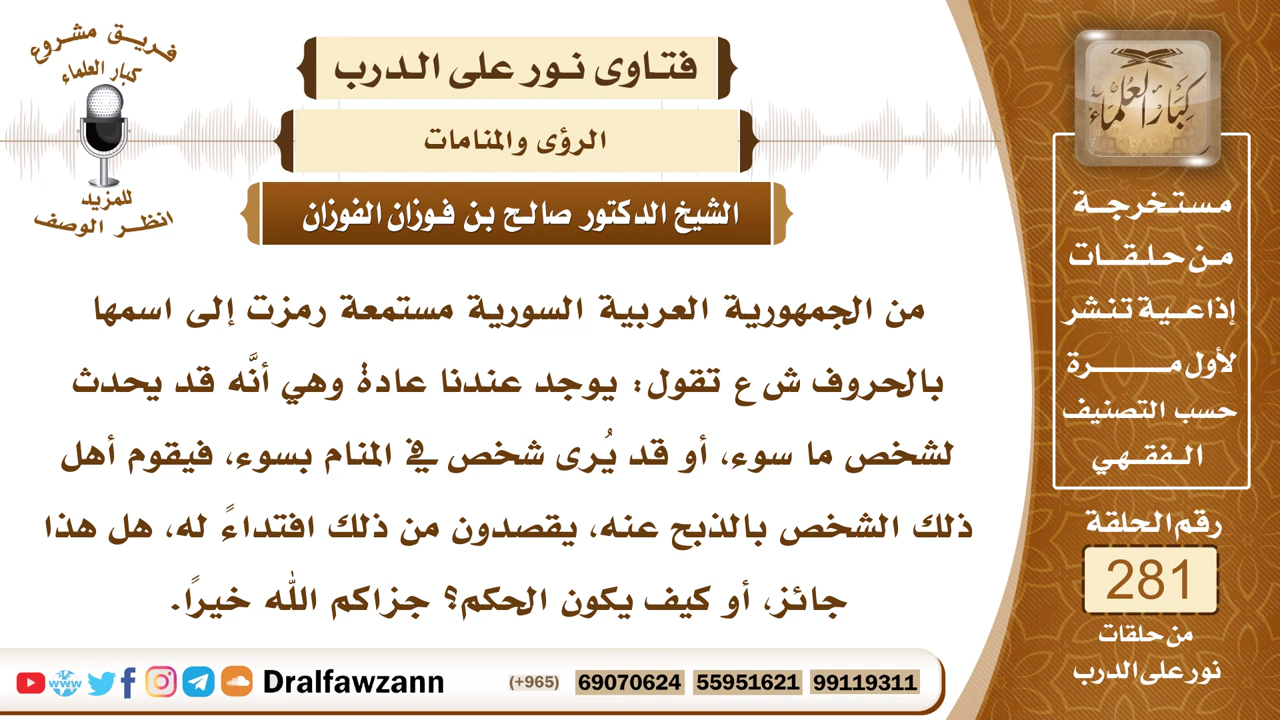 فريق مشروع
كبار العلماء
للمزيد
انظر الوصف
فتاوى نور على الدرب
الرؤى والمنامات
الشيخ الدكتور صالح بن فوزان الفوزان
من الجمهورية العربية السورية مستمعة رمزت إلى اسمها
بالحروف ش ع تقول: يوجد عندنا عادةٌ وهي أنَّه قد يحدث
لشخص ما سوء، أو قد يُرى شخص في المنام بسوء، فيقوم أهل
ذلك الشخص بالذبح عنه، يقصدون من ذلك افتداءً له، هل هذا
جائز، أو كيف يكون الحكم؟ جزاكم الله خيرًا.
كبار العلماء
مستخرجة
من حلقات
إذاعية تنشر
لأول مرة
حسب التصنيف
الفقهي
رقم الحلقة
281
من حلقات
نور على الدرب
www
Dralfawzann
(+965) 69070624 55951621 99119311